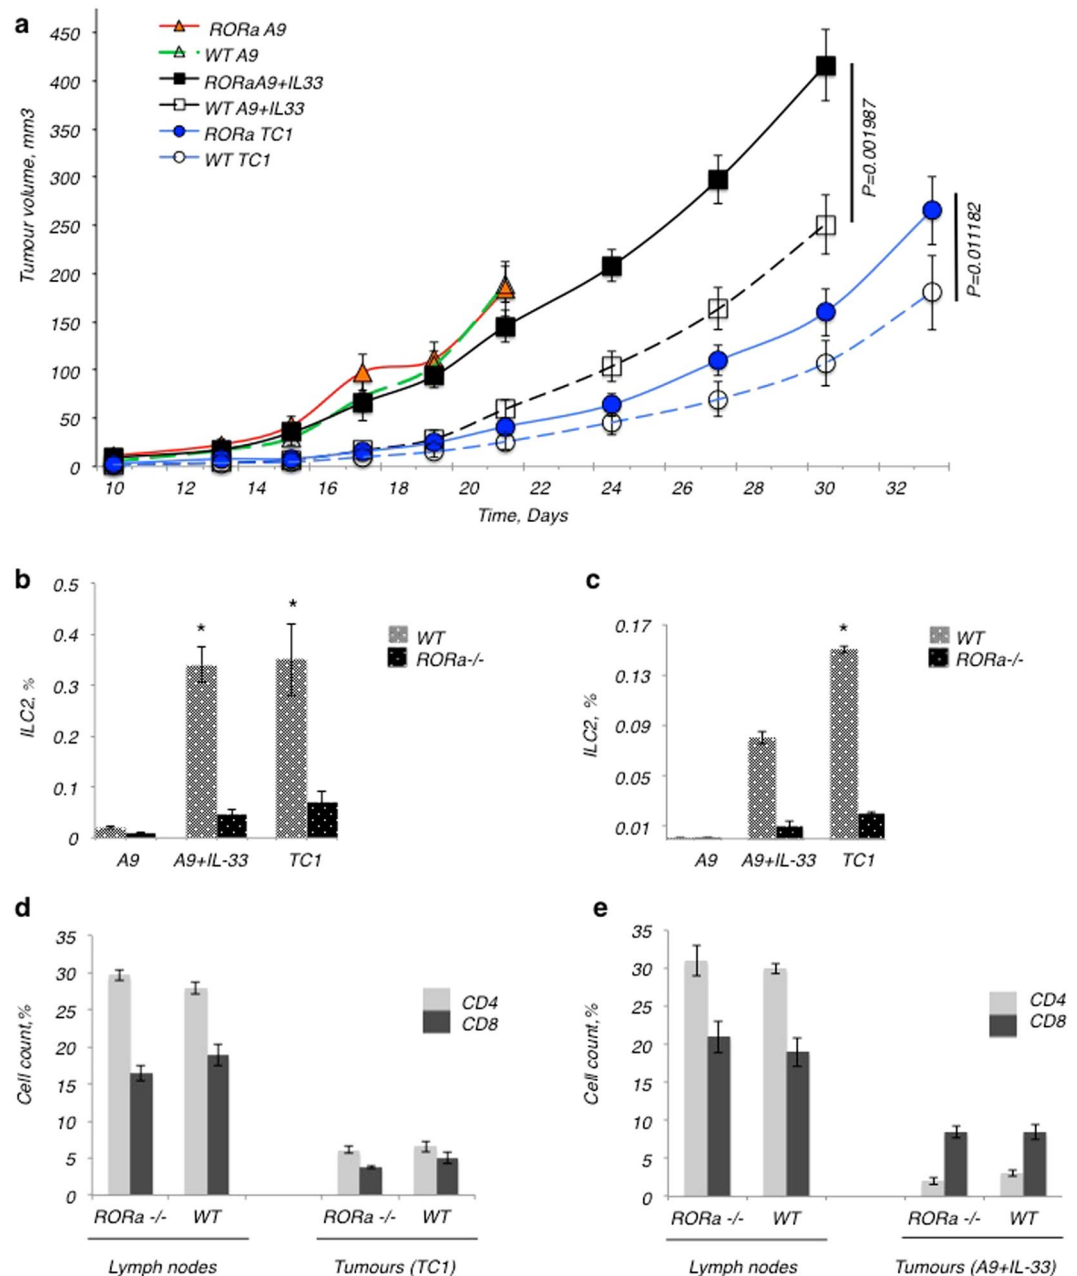 a
RORa A9
WT A9
RORaA9+IL33
WT A9+IL33
RORa TC1
WT TC1
Tumour volume, mm3
450
400
350
300
250
200
150
100
50
0
10 12 14 16 18 20 22 24 26 28 30 32
Time, Days
P=0.001987
P=0.011182
b
ILC2, %
0.5
0.4
0.3
0.2
0.1
0
* *
WT
RORa-/-
A9 A9+IL-33 TC1
c
ILC2, %
0.17
0.13
0.09
0.05
0.01
*
WT
RORa-/-
A9 A9+IL-33 TC1
d
Cell count,%
35
30
25
20
15
10
5
0
CD4
CD8
RORa -/- WT RORa -/- WT
Lymph nodes Tumours (TC1)
e
Cell count,%
35
30
25
20
15
10
5
0
CD4
CD8
RORa -/- WT RORa -/- WT
Lymph nodes Tumours (A9+IL-33)